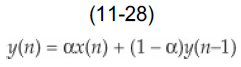 (11-28)
y(n) = αx(n) + (1 – α)y(n–1)